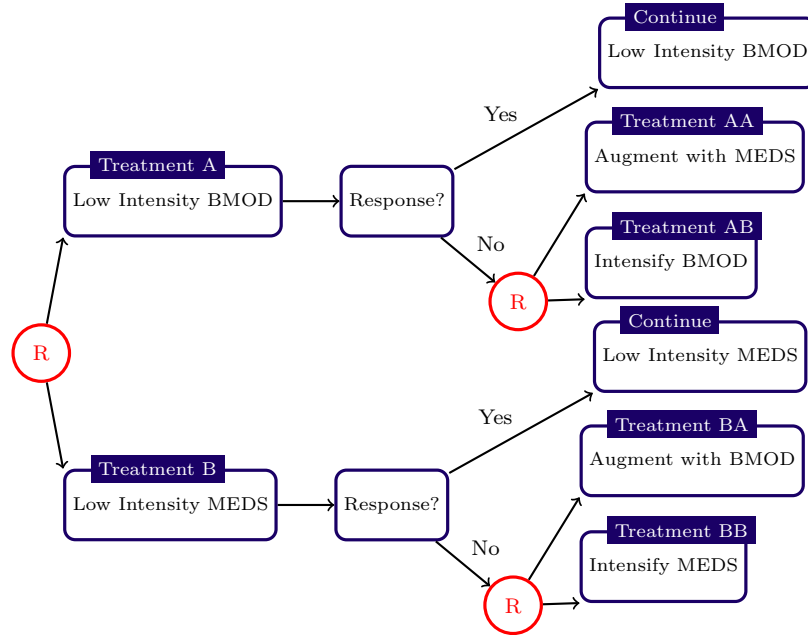 Continue
Low Intensity BMOD
Yes
Treatment AA
Augment with MEDS
Treatment A
Low Intensity BMOD
Response?
No
Treatment AB
Intensify BMOD
R
Continue
Low Intensity MEDS
R
Yes
Treatment BA
Augment with BMOD
Treatment B
Low Intensity MEDS
Response?
No
Treatment BB
Intensify MEDS
R